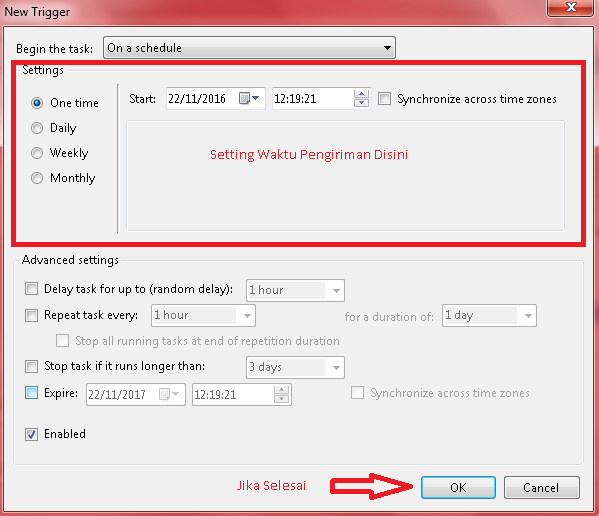 New Trigger
Begin the task: On a schedule
Settings
One time
Start: 22/11/2016 12:19:21 Synchronize across time zones
Daily
Weekly
Monthly
Setting Waktu Pengiriman Disini
Advanced settings
Delay task for up to (random delay): 1 hour
Repeat task every: 1 hour for a duration of: 1 day
Stop all running tasks at end of repetition duration
Stop task if it runs longer than: 3 days
Expire: 22/11/2017 12:19:21 Synchronize across time zones
Enabled
Jika Selesai OK Cancel